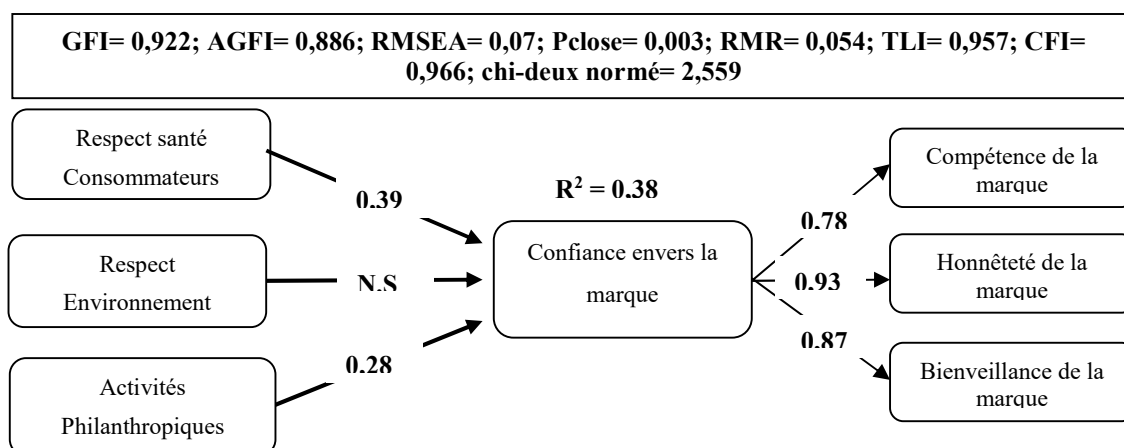 GFI= 0,922; AGFI= 0,886; RMSEA= 0,07; Pclose= 0,003; RMR= 0,054; TLI= 0,957; CFI=
0,966; chi-deux normé= 2,559
Respect santé
Consommateurs
Respect
Environnement
Activités
Philanthropiques
0.39
N.S
0.28
R² = 0.38
Confiance envers la
marque
0.78
0.93
0.87
Compétence de la
marque
Honnêteté de la
marque
Bienveillance de la
marque